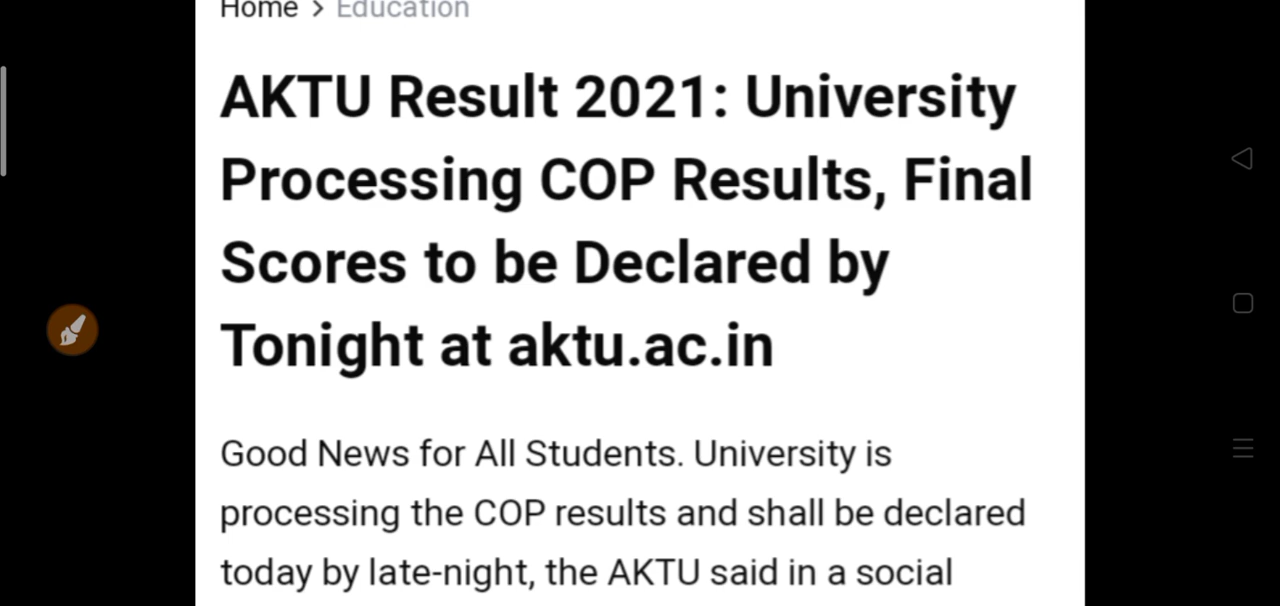 Home > Education
AKTU Result 2021: University
Processing COP Results, Final
Scores to be Declared by
Tonight at aktu.ac.in
Good News for All Students. University is
processing the COP results and shall be declared
today by late-night, the AKTU said in a social